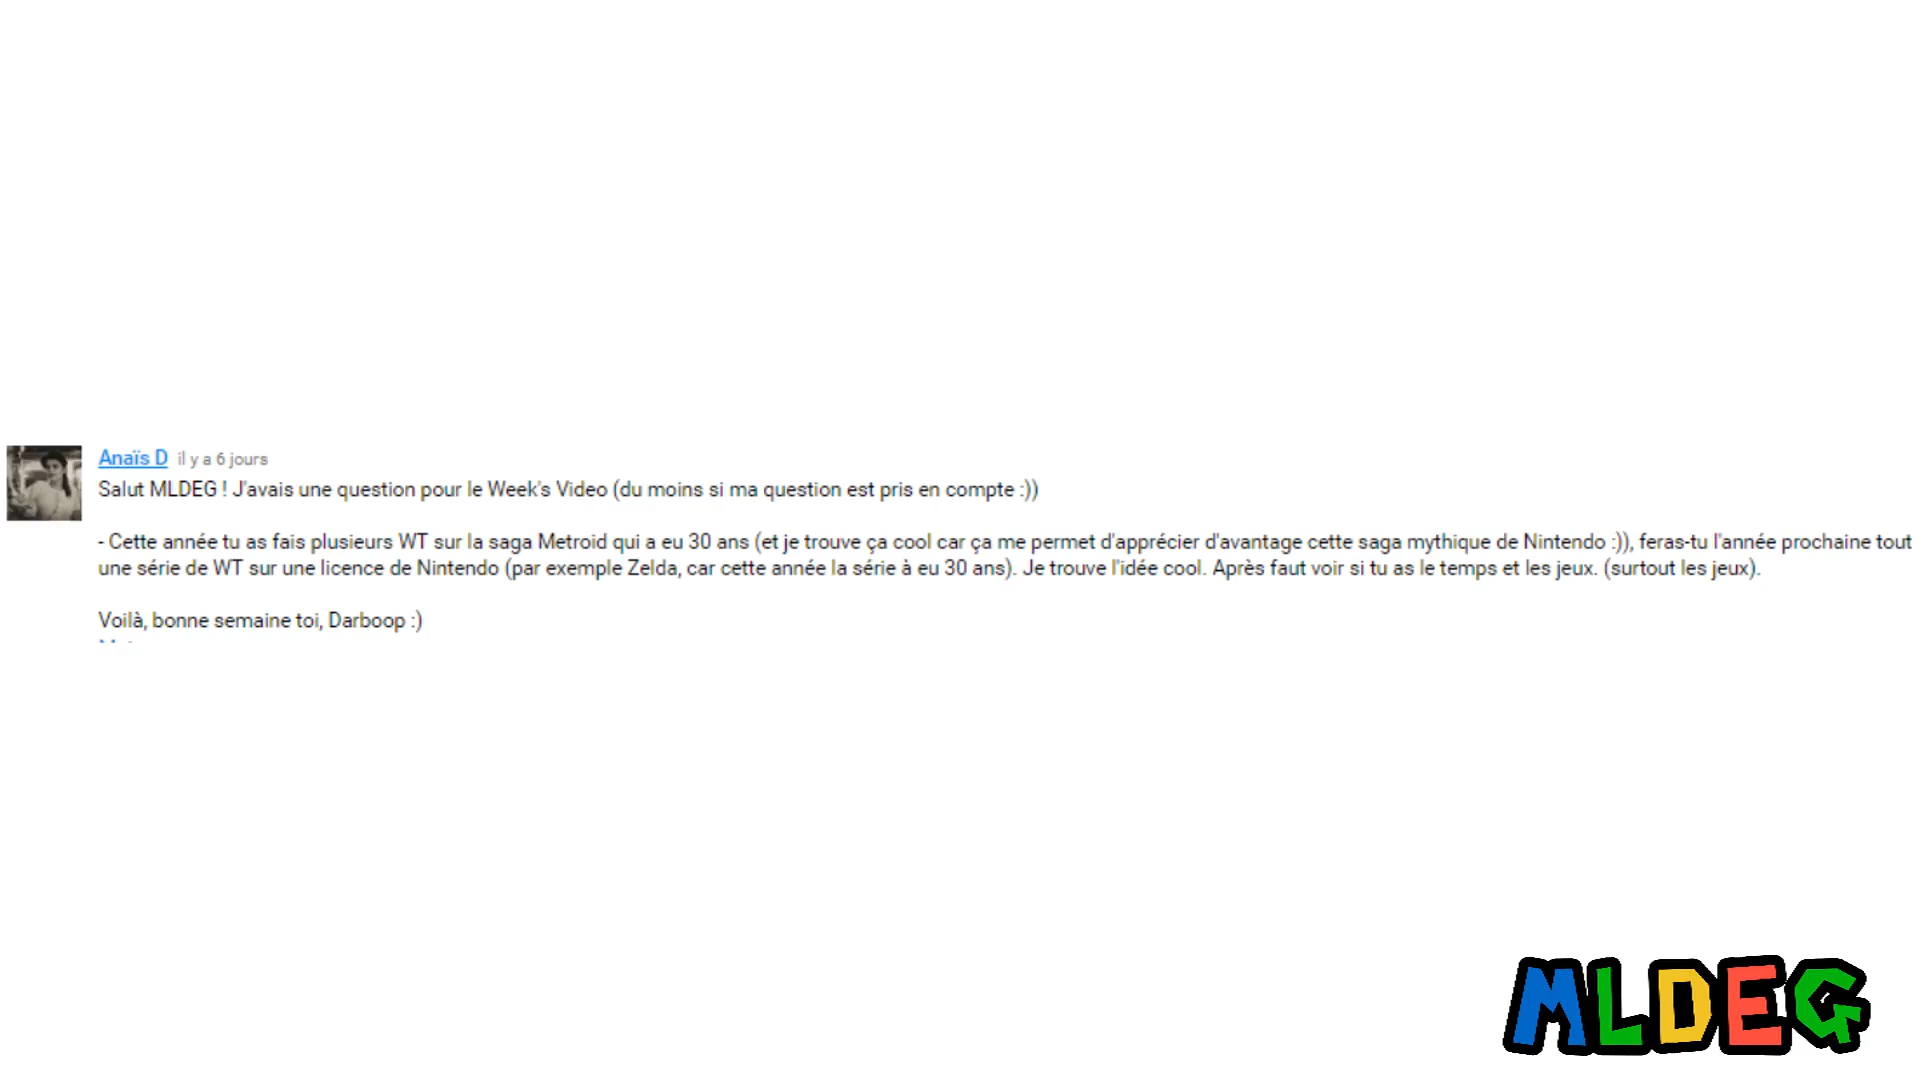 Anaïs D il y a 6 jours
Salut MLDEG ! J'avais une question pour le Week's Video (du moins si ma question est pris en compte :))
- Cette année tu as fais plusieurs WT sur la saga Metroid qui a eu 30 ans (et je trouve ça cool car ça me permet d'apprécier d'avantage cette saga mythique de Nintendo :)), feras-tu l'année prochaine tout
une série de WT sur une licence de Nintendo (par exemple Zelda, car cette année la série à eu 30 ans). Je trouve l'idée cool. Après faut voir si tu as le temps et les jeux. (surtout les jeux).
Voilà, bonne semaine toi, Darboop :)
MLDEG